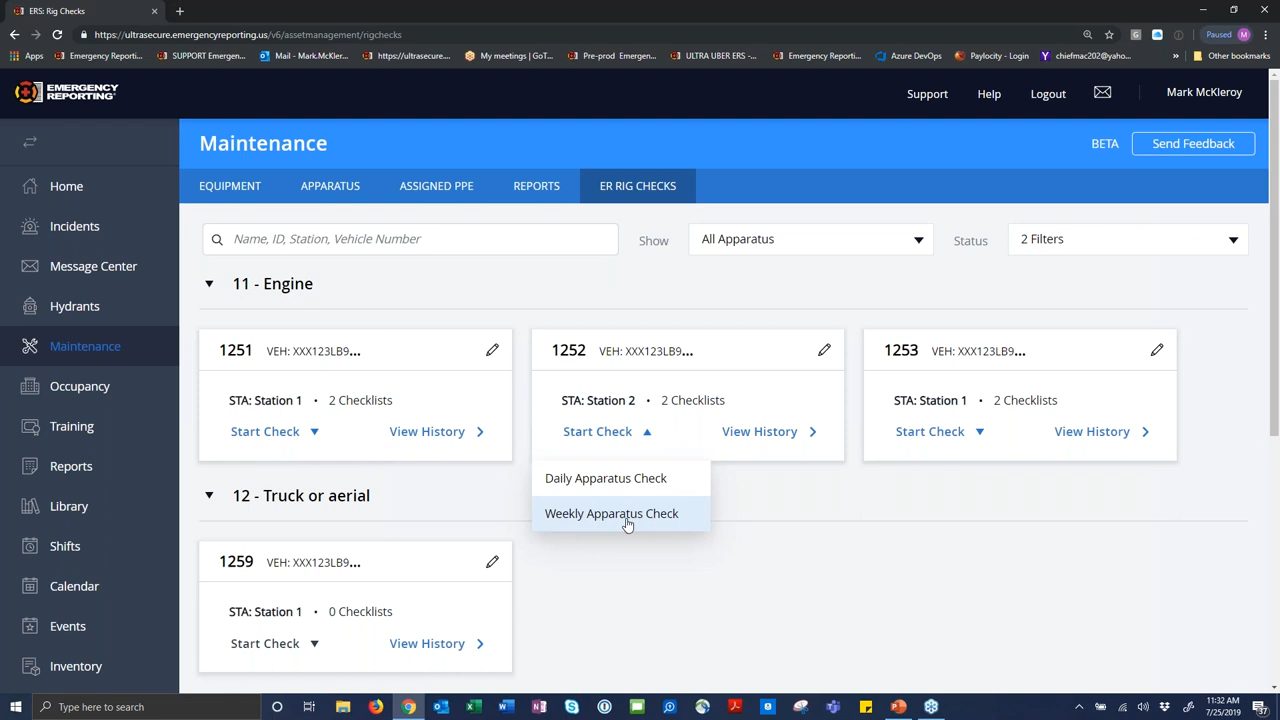 ERS: Rig Checks
https://ultrasecure.emergencyreporting.us/v6/assetmanagement/rigchecks
Paused M
Apps Emergency Reporti... SUPPORT Emergen... Mail - Mark.McKler... https://ultrasecure.... My meetings | GoT... Pre-prod Emergen... ULTRA UBER ERS -... Emergency Reporti... Azure DevOps Paylocity - Login chiefmac202@yaho... » Other bookmarks
EMERGENCY
REPORTING
Support Help Logout Mark McKleroy
Maintenance
BETA Send Feedback
EQUIPMENT APPARATUS ASSIGNED PPE REPORTS ER RIG CHECKS
Home
Incidents
Message Center
Hydrants
Maintenance
Occupancy
Training
Reports
Library
Shifts
Calendar
Events
Inventory
Name, ID, Station, Vehicle Number Show All Apparatus Status 2 Filters
11 - Engine
1251 VEH: XXX123LB9...
STA: Station 1 • 2 Checklists
Start Check View History
1252 VEH: XXX123LB9...
STA: Station 2 • 2 Checklists
Start Check View History
Daily Apparatus Check
Weekly Apparatus Check
1253 VEH: XXX123LB9...
STA: Station 1 • 2 Checklists
Start Check View History
12 - Truck or aerial
1259 VEH: XXX123LB9...
STA: Station 1 • 0 Checklists
Start Check View History
Type here to search
11:32 AM
7/25/2019
37